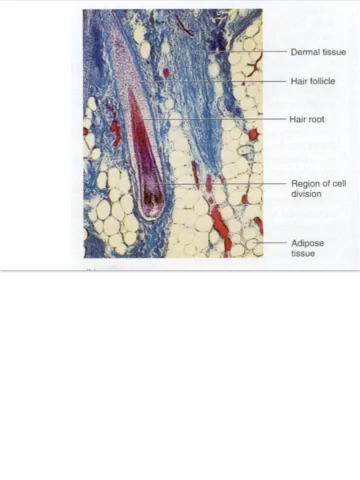 Dermal tissue
Hair follicle
Hair root
Region of cell
division
Adipose
tissue